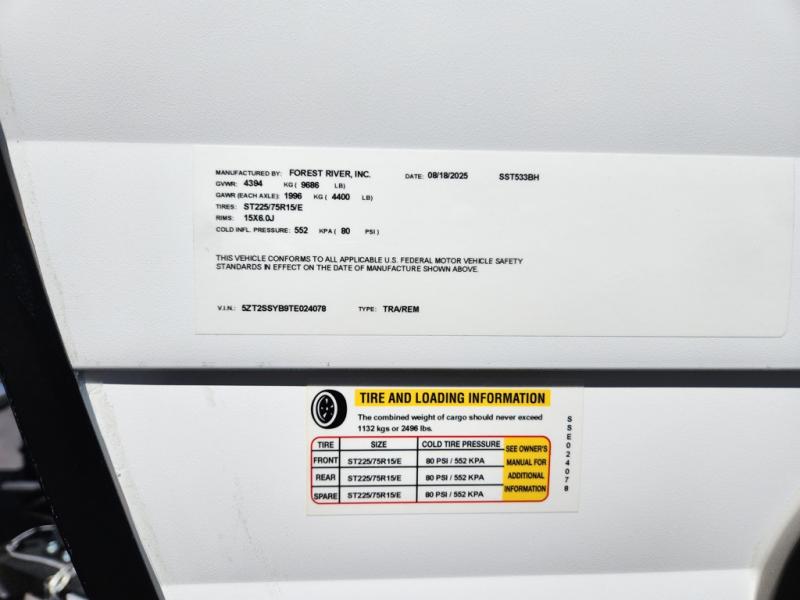 MANUFACTURED BY: FOREST RIVER, INC. DATE: 08/18/2025 SST533BH
GVWR: 4394 KG ( 9686 LB)
GAWR (EACH AXLE): 1996 KG ( 4400 LB)
TIRES: ST225/75R15/E
RIMS: 15X6.0J
COLD INFL. PRESSURE: 552 KPA ( 80 PSI )
THIS VEHICLE CONFORMS TO ALL APPLICABLE U.S. FEDERAL MOTOR VEHICLE SAFETY
STANDARDS IN EFFECT ON THE DATE OF MANUFACTURE SHOWN ABOVE.
V.I.N.: 5ZT2SSYB9TE024078 TYPE: TRA/REM
TIRE AND LOADING INFORMATION
The combined weight of cargo should never exceed
1132 kgs or 2496 lbs.
TIRE SIZE COLD TIRE PRESSURE
FRONT ST225/75R15/E 80 PSI / 552 KPA
REAR ST225/75R15/E 80 PSI / 552 KPA
SPARE ST225/75R15/E 80 PSI / 552 KPA
SEE OWNER'S
MANUAL FOR
ADDITIONAL
INFORMATION
SSE024078